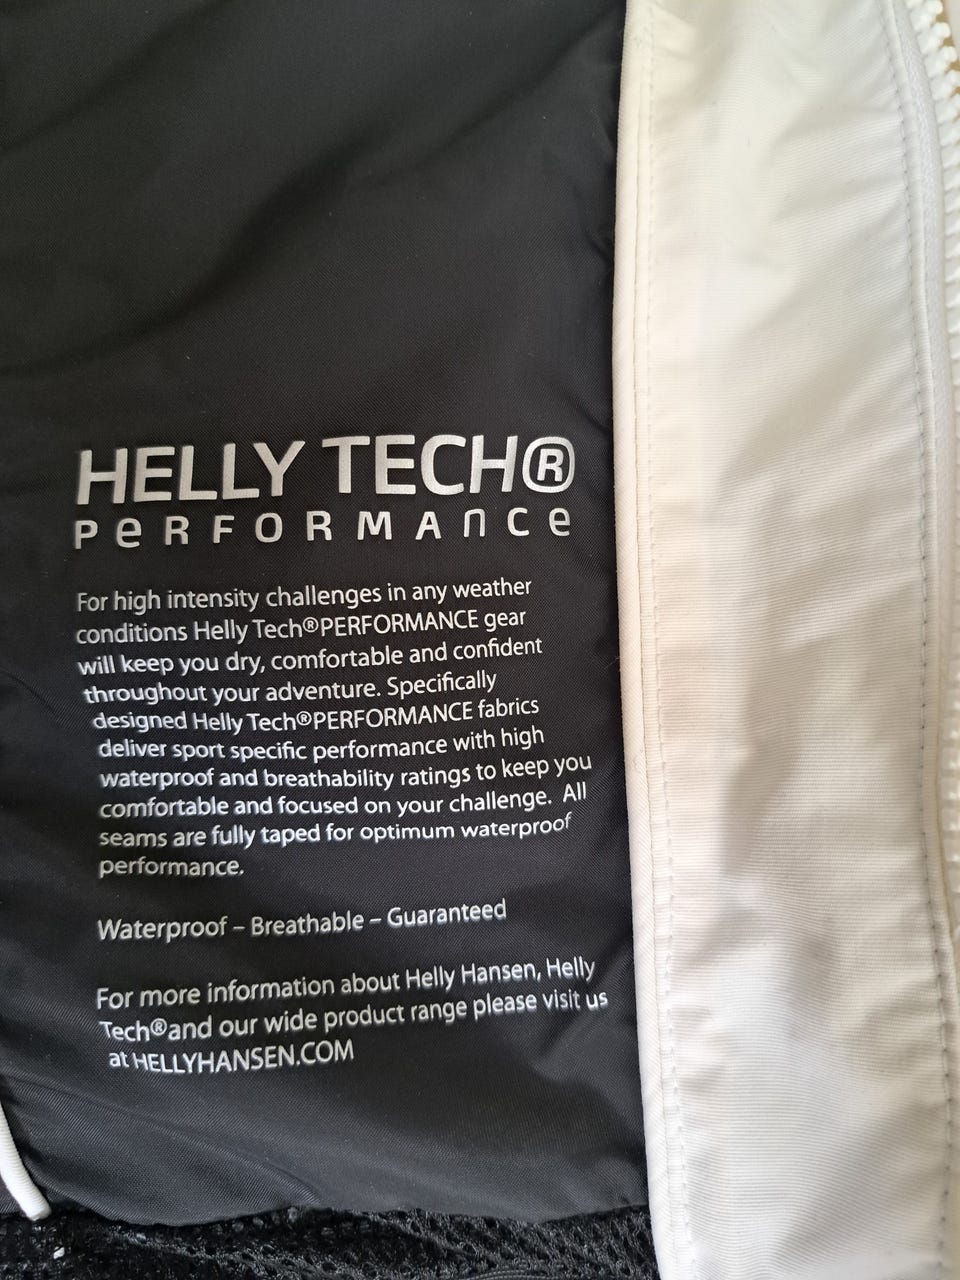 HELLY TECH®
PeRFORMAnCe
For high intensity challenges in any weather
conditions Helly Tech®PERFORMANCE gear
will keep you dry, comfortable and confident
throughout your adventure. Specifically
designed Helly Tech®PERFORMANCE fabrics
deliver sport specific performance with high
waterproof and breathability ratings to keep you
comfortable and focused on your challenge. All
seams are fully taped for optimum waterproof
performance.
Waterproof – Breathable – Guaranteed
For more information about Helly Hansen, Helly
Tech®and our wide product range please visit us
at HELLYHANSEN.COM